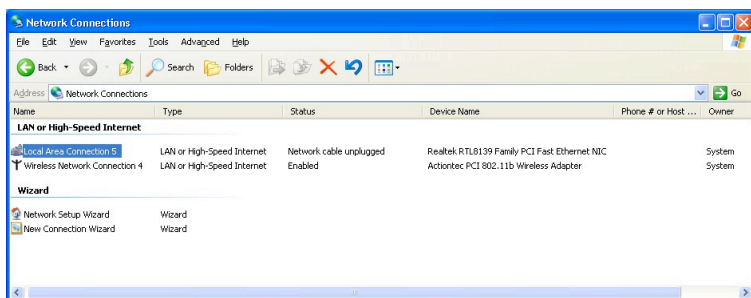 Network Connections
File Edit View Favorites Tools Advanced Help
Back Search Folders
Address Network Connections Go
Name Type Status Device Name Phone # or Host ... Owner
LAN or High-Speed Internet
Local Area Connection 5 LAN or High-Speed Internet Network cable unplugged Realtek RTL8139 Family PCI Fast Ethernet NIC System
Wireless Network Connection 4 LAN or High-Speed Internet Enabled Actiontec PCI 802.11b Wireless Adapter System
Wizard
Network Setup Wizard Wizard
New Connection Wizard Wizard